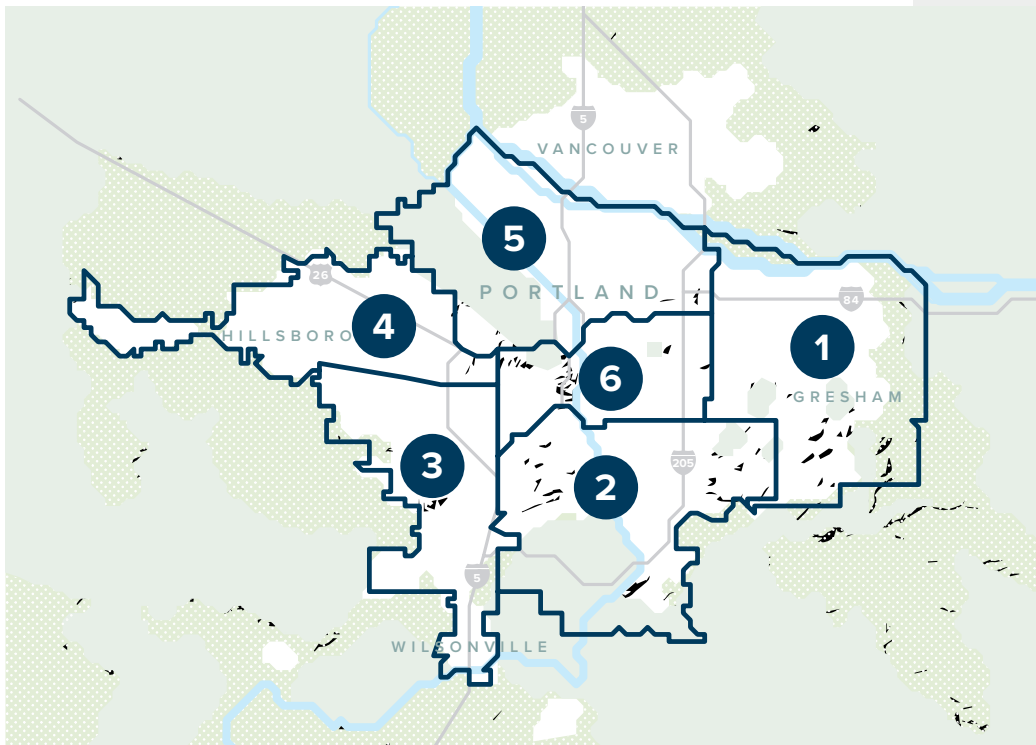 5
VANCOUVER
5
26
PORTLAND
84
HILLSBORO
4
1
6
GRESHAM
3
205
2
5
WILSONVILLE